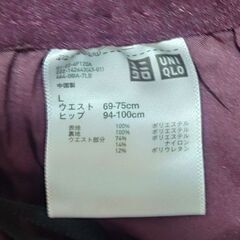 UNI
QLO
中国製
L
ウエスト 69-75cm
ヒップ 94-100cm
表地 100% ポリエステル
裏地 100% ポリエステル
ウエスト部分 74% ポリエステル
14% ナイロン
12% ポリウレタン